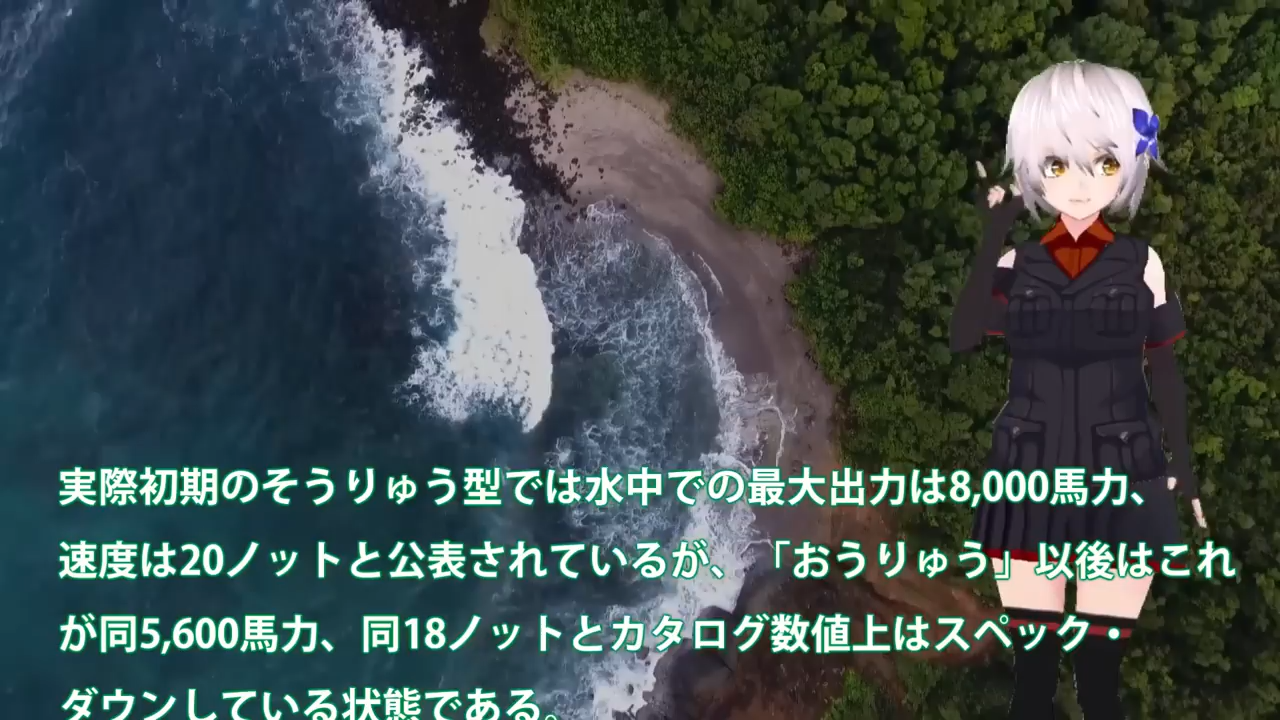 実際初期のそうりゅう型では水中での最大出力は8,000馬力、
速度は20ノットと公表されているが、「おうりゅう」以後はこれ
が同5,600馬力、同18ノットとカタログ数値上はスペック・
ダウンしている状態である。